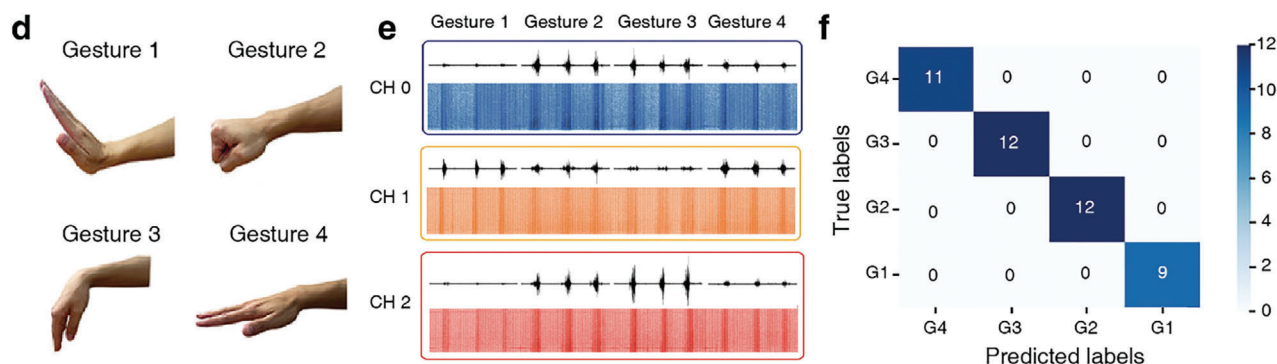 d
Gesture 1
Gesture 2
Gesture 3
Gesture 4
e
Gesture 1 Gesture 2 Gesture 3 Gesture 4
CH 0
CH 1
CH 2
f
True labels
G4 11 0 0 0
G3 0 12 0 0
G2 0 0 12 0
G1 0 0 0 9
G4 G3 G2 G1
Predicted labels
12
10
8
6
4
2
0